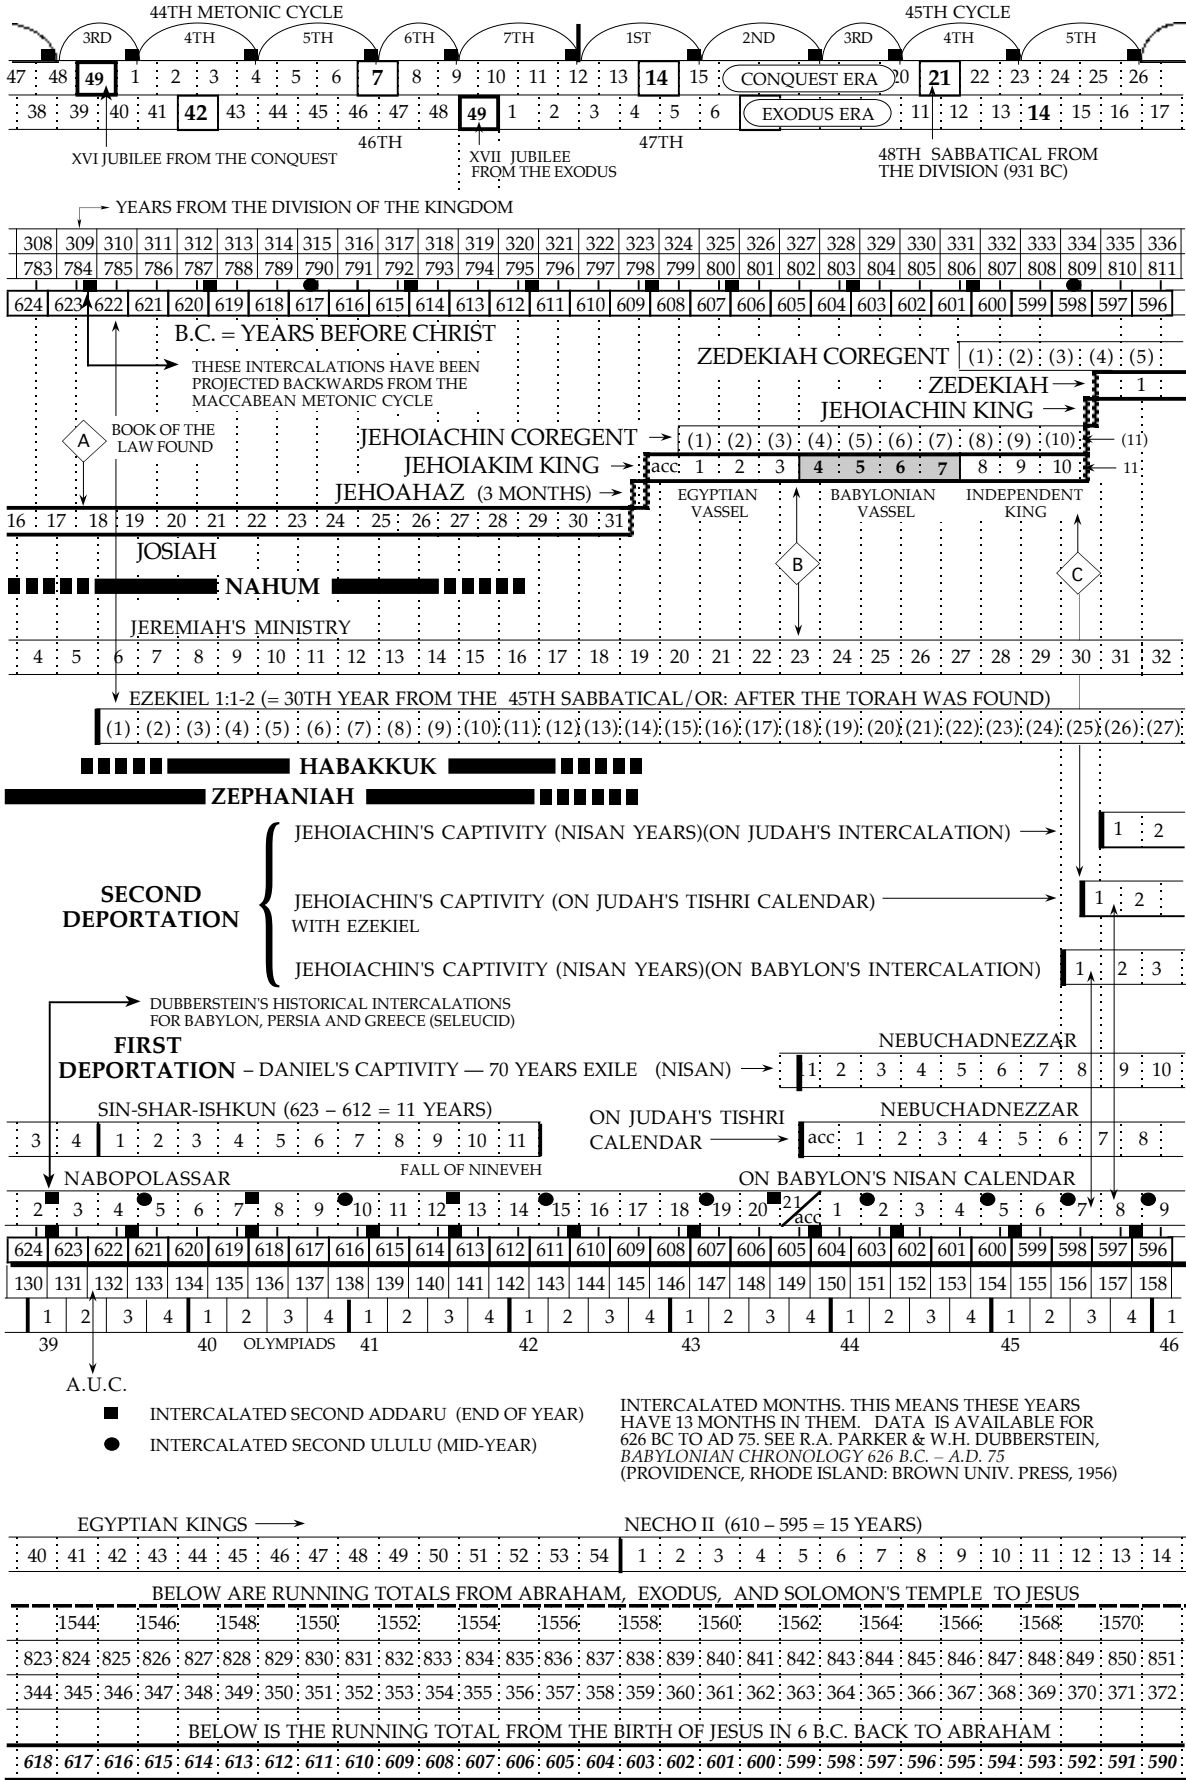 44TH METONIC CYCLE 45TH CYCLE
3RD 4TH 5TH 6TH 7TH 1ST 2ND 3RD 4TH 5TH
47 48 49 1 2 3 4 5 6 7 8 9 10 11 12 13 14 15 CONQUEST ERA 20 21 22 23 24 25 26
38 39 40 41 42 43 44 45 46 47 48 49 1 2 3 4 5 6 EXODUS ERA 11 12 13 14 15 16 17
46TH 47TH
XVI JUBILEE FROM THE CONQUEST
XVII JUBILEE
FROM THE EXODUS
48TH SABBATICAL FROM
THE DIVISION (931 BC)
YEARS FROM THE DIVISION OF THE KINGDOM
308 309 310 311 312 313 314 315 316 317 318 319 320 321 322 323 324 325 326 327 328 329 330 331 332 333 334 335 336
783 784 785 786 787 788 789 790 791 792 793 794 795 796 797 798 799 800 801 802 803 804 805 806 807 808 809 810 811
624 623 622 621 620 619 618 617 616 615 614 613 612 611 610 609 608 607 606 605 604 603 602 601 600 599 598 597 596
B.C. = YEARS BEFORE CHRIST
THESE INTERCALATIONS HAVE BEEN
PROJECTED BACKWARDS FROM THE
MACCABEAN METONIC CYCLE
ZEDEKIAH COREGENT (1) (2) (3) (4) (5)
ZEDEKIAH 1
JEHOIACHIN KING
A
BOOK OF THE
LAW FOUND
JEHOIACHIN COREGENT (1) (2) (3) (4) (5) (6) (7) (8) (9) (10) (11)
JEHOIAKIM KING acc 1 2 3 4 5 6 7 8 9 10 11
JEHOAHAZ (3 MONTHS)
EGYPTIAN
VASSEL
BABYLONIAN
VASSEL
INDEPENDENT
KING
16 17 18 19 20 21 22 23 24 25 26 27 28 29 30 31
JOSIAH
B
C
NAHUM
JEREMIAH'S MINISTRY
4 5 6 7 8 9 10 11 12 13 14 15 16 17 18 19 20 21 22 23 24 25 26 27 28 29 30 31 32
EZEKIEL 1:1-2 (= 30TH YEAR FROM THE 45TH SABBATICAL/OR: AFTER THE TORAH WAS FOUND)
(1) (2) (3) (4) (5) (6) (7) (8) (9) (10) (11) (12) (13) (14) (15) (16) (17) (18) (19) (20) (21) (22) (23) (24) (25) (26) (27)
HABAKKUK
ZEPHANIAH
JEHOIACHIN'S CAPTIVITY (NISAN YEARS)(ON JUDAH'S INTERCALATION) 1 2
SECOND
DEPORTATION
JEHOIACHIN'S CAPTIVITY (ON JUDAH'S TISHRI CALENDAR) 1 2
WITH EZEKIEL
JEHOIACHIN'S CAPTIVITY (NISAN YEARS)(ON BABYLON'S INTERCALATION) 1 2 3
DUBBERSTEIN'S HISTORICAL INTERCALATIONS
FOR BABYLON, PERSIA AND GREECE (SELEUCID)
FIRST
DEPORTATION – DANIEL'S CAPTIVITY — 70 YEARS EXILE (NISAN)
NEBUCHADNEZZAR
1 2 3 4 5 6 7 8 9 10
SIN-SHAR-ISHKUN (623 – 612 = 11 YEARS)
3 4 1 2 3 4 5 6 7 8 9 10 11
FALL OF NINEVEH
ON JUDAH'S TISHRI
CALENDAR
NEBUCHADNEZZAR
acc 1 2 3 4 5 6 7 8
NABOPOLASSAR ON BABYLON'S NISAN CALENDAR
2 3 4 5 6 7 8 9 10 11 12 13 14 15 16 17 18 19 20 21 acc 1 2 3 4 5 6 7 8 9
624 623 622 621 620 619 618 617 616 615 614 613 612 611 610 609 608 607 606 605 604 603 602 601 600 599 598 597 596
130 131 132 133 134 135 136 137 138 139 140 141 142 143 144 145 146 147 148 149 150 151 152 153 154 155 156 157 158
1 2 3 4 1 2 3 4 1 2 3 4 1 2 3 4 1 2 3 4 1 2 3 4 1 2 3 4 1
39 40 OLYMPIADS 41 42 43 44 45 46
A.U.C.
INTERCALATED SECOND ADDARU (END OF YEAR)
INTERCALATED SECOND ULULU (MID-YEAR)
INTERCALATED MONTHS. THIS MEANS THESE YEARS
HAVE 13 MONTHS IN THEM. DATA IS AVAILABLE FOR
626 BC TO AD 75. SEE R.A. PARKER & W.H. DUBBERSTEIN,
BABYLONIAN CHRONOLOGY 626 B.C. – A.D. 75
(PROVIDENCE, RHODE ISLAND: BROWN UNIV. PRESS, 1956)
EGYPTIAN KINGS NECHO II (610 – 595 = 15 YEARS)
40 41 42 43 44 45 46 47 48 49 50 51 52 53 54 1 2 3 4 5 6 7 8 9 10 11 12 13 14
BELOW ARE RUNNING TOTALS FROM ABRAHAM, EXODUS, AND SOLOMON'S TEMPLE TO JESUS
1544 1546 1548 1550 1552 1554 1556 1558 1560 1562 1564 1566 1568 1570
823 824 825 826 827 828 829 830 831 832 833 834 835 836 837 838 839 840 841 842 843 844 845 846 847 848 849 850 851
344 345 346 347 348 349 350 351 352 353 354 355 356 357 358 359 360 361 362 363 364 365 366 367 368 369 370 371 372
BELOW IS THE RUNNING TOTAL FROM THE BIRTH OF JESUS IN 6 B.C. BACK TO ABRAHAM
618 617 616 615 614 613 612 611 610 609 608 607 606 605 604 603 602 601 600 599 598 597 596 595 594 593 592 591 590